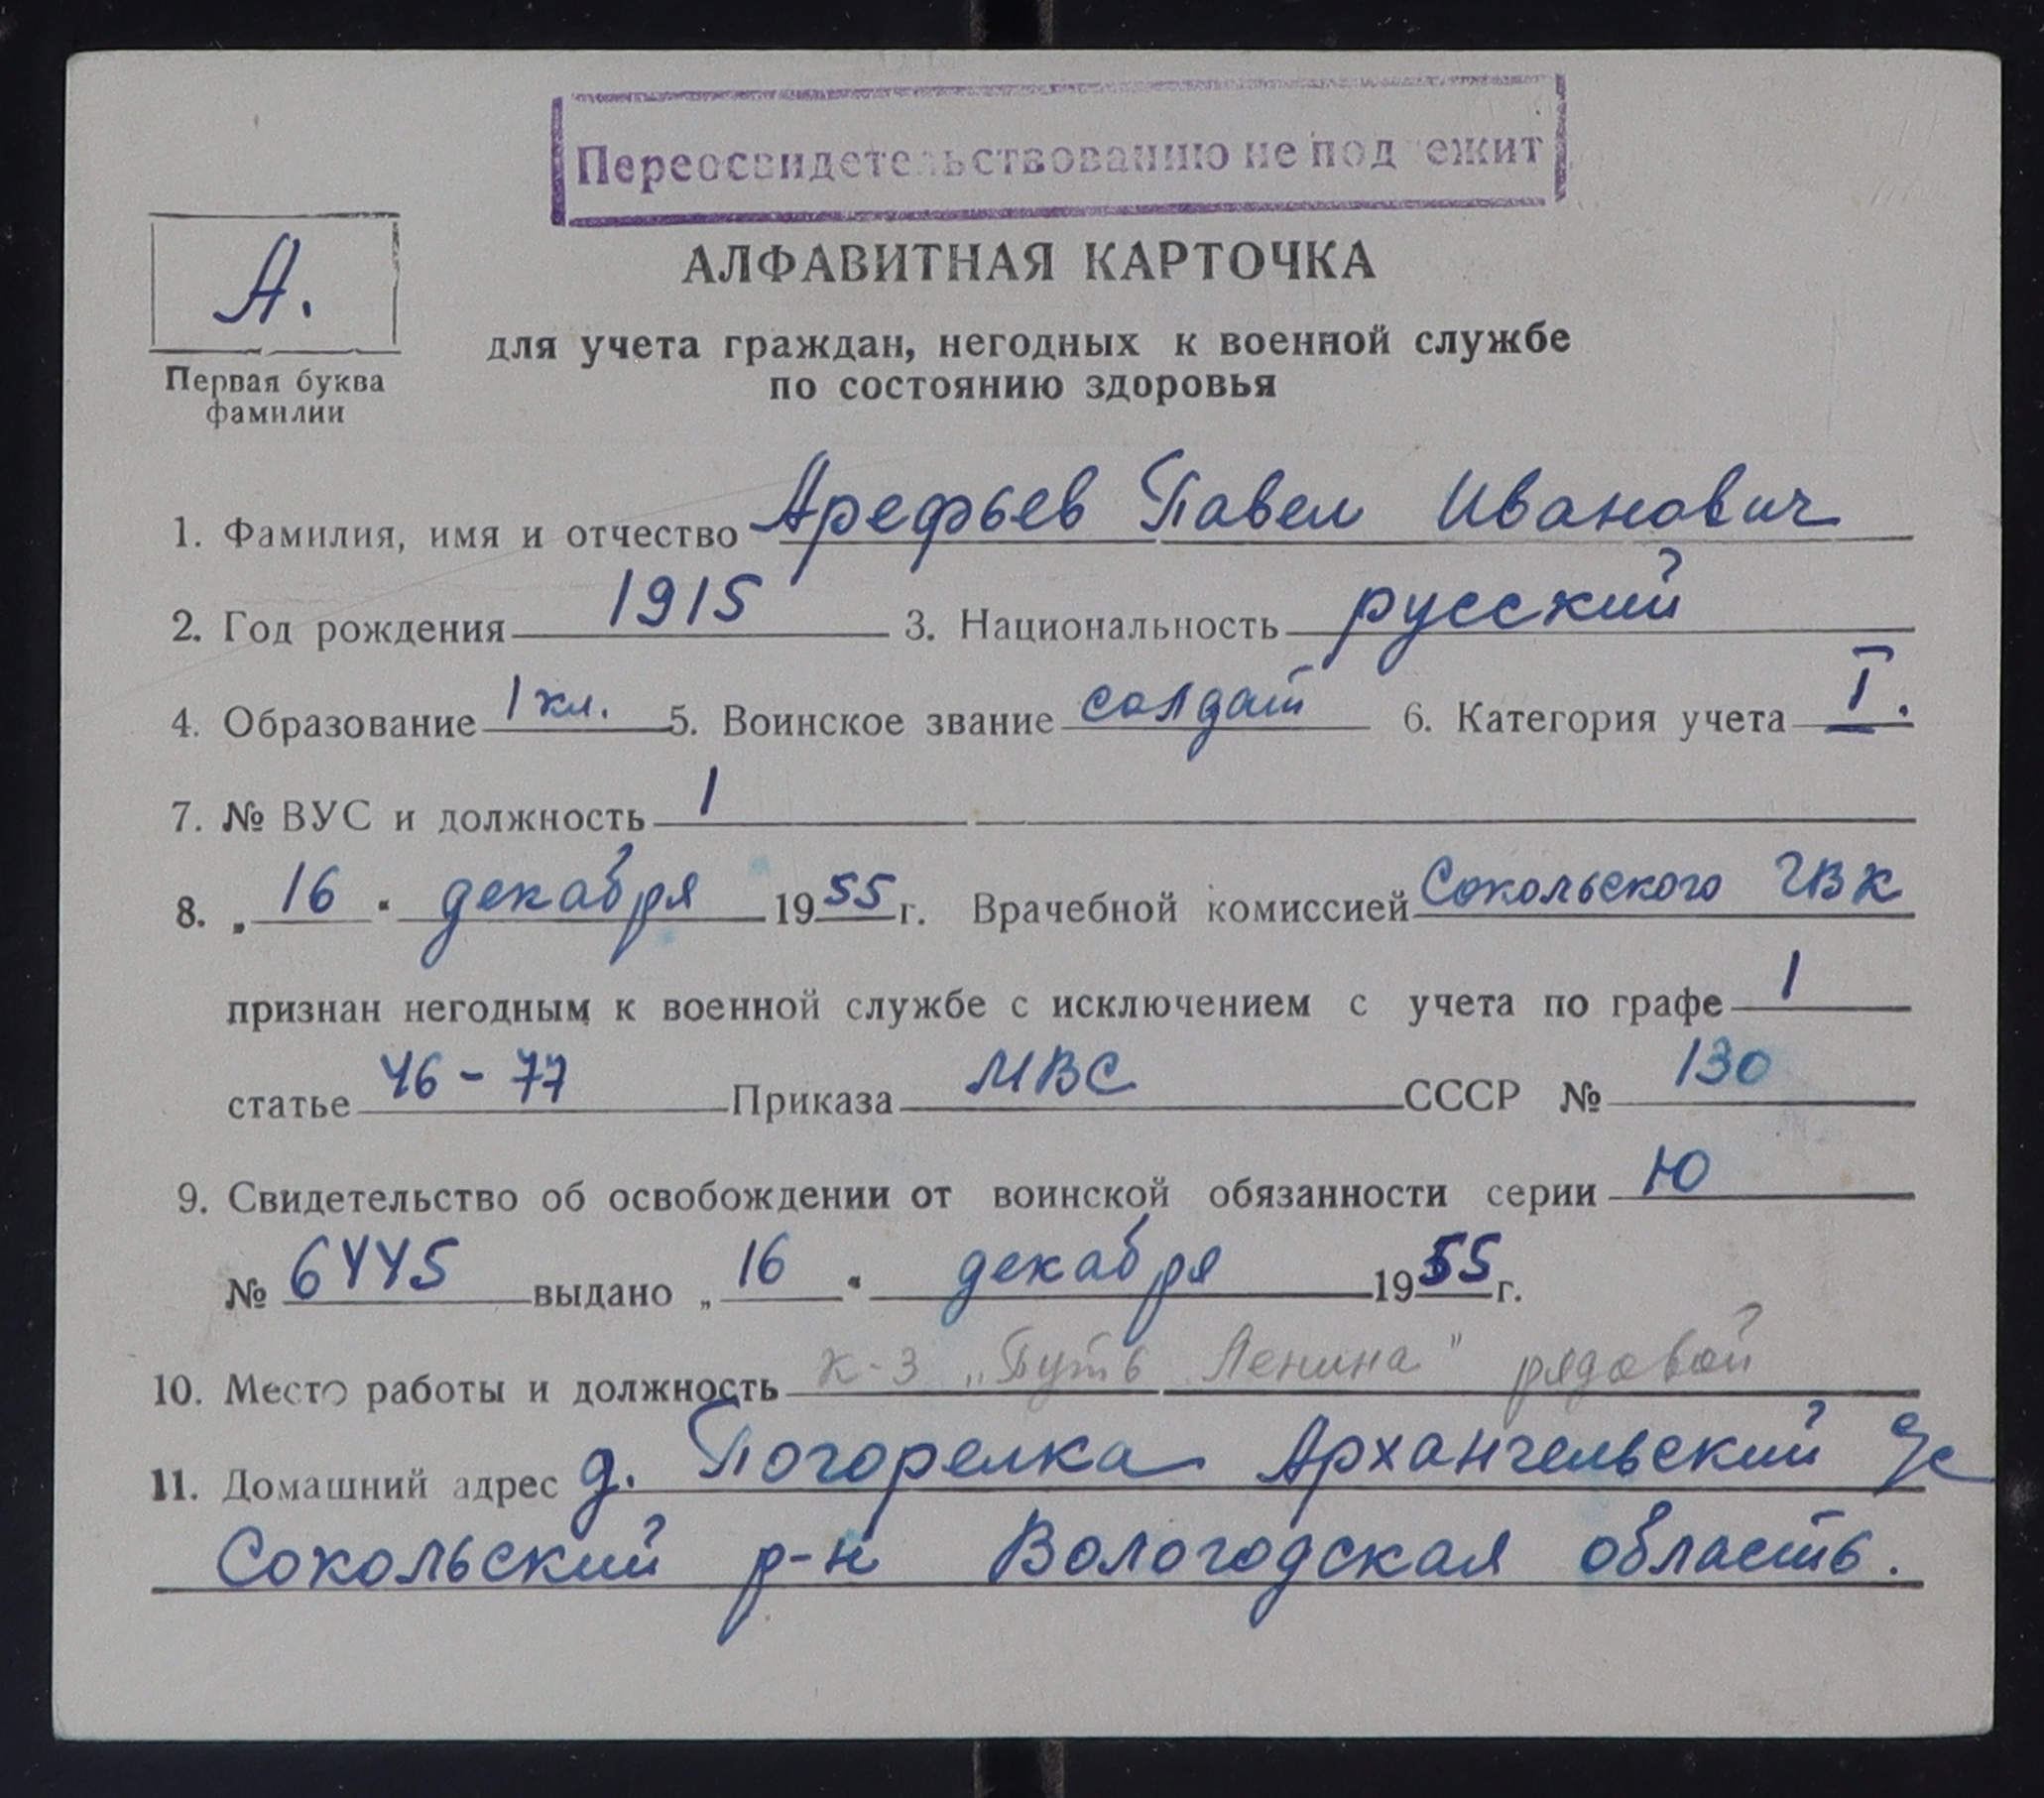 Переосвидетельствованию не подлежит
А.
Первая буква
фамилии
АЛФАВИТНАЯ КАРТОЧКА
для учета граждан, негодных к военной службе
по состоянию здоровья
1. Фамилия, имя и отчество Арефьев Павел Иванович
2. Год рождения 1915 3. Национальность русский
4. Образование 1 кл. 5. Воинское звание солдат 6. Категория учета I.
7. № ВУС и должность 1
8. „16“ декабря 1955 г. Врачебной комиссией Сокольского ГВК
признан негодным к военной службе с исключением с учета по графе 1
статье 46-77 Приказа МВС СССР № 130
9. Свидетельство об освобождении от воинской обязанности серии Ю
№ 6445 выдано „16“ декабря 1955 г.
10. Место работы и должность к-з „Путь Ленина" рядовой
11. Домашний адрес д. Погорелка Архангельский с/с
Сокольский р-н Вологодская область.